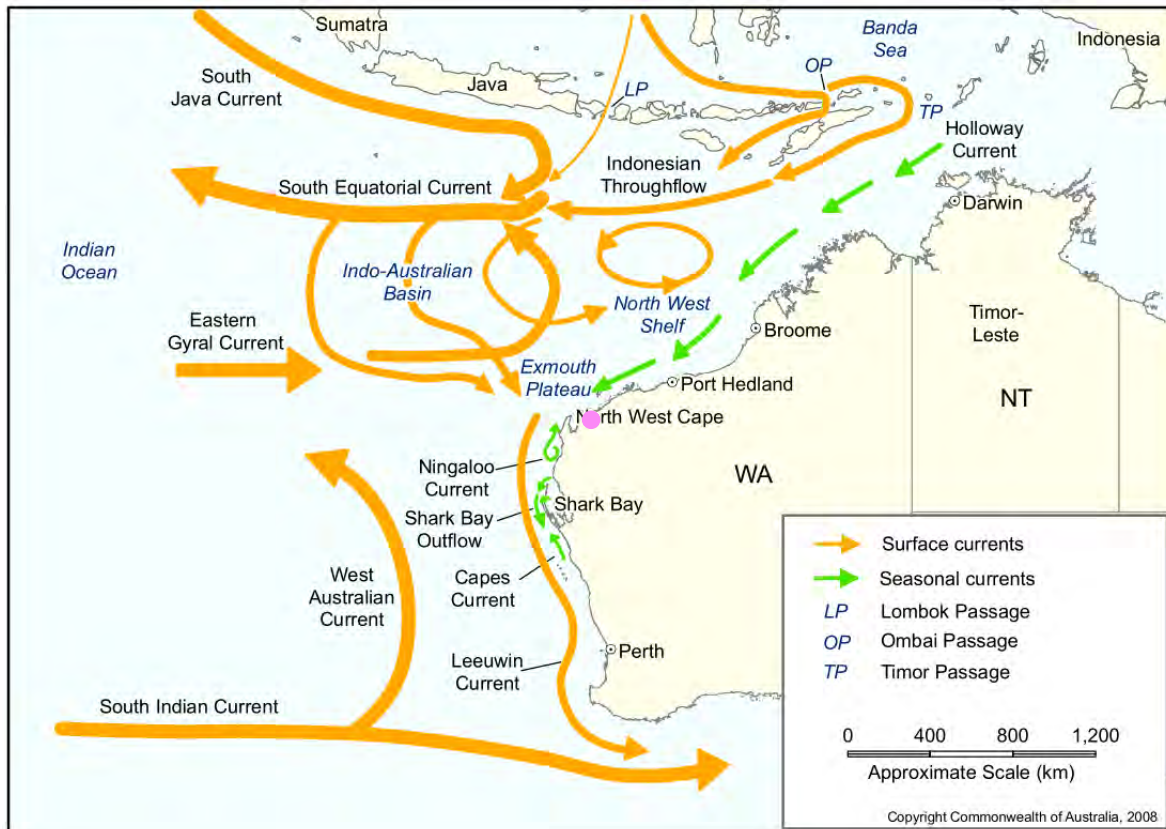 Sumatra
Banda
Sea
Indonesia
South
Java Current
Java
LP
OP
TP
Holloway
Current
Indonesian
Throughflow
South Equatorial Current
Darwin
Indian
Ocean
Indo-Australian
Basin
North West
Shelf
Timor-
Leste
Eastern
Gyral Current
Broome
Exmouth
Plateau
Port Hedland
NT
North West Cape
Ningaloo
Current
WA
Shark Bay
Shark Bay
Outflow
Capes
Current
West
Australian
Current
Perth
Leeuwin
Current
South Indian Current
Surface currents
Seasonal currents
LP Lombok Passage
OP Ombai Passage
TP Timor Passage
0 400 800 1,200
Approximate Scale (km)
Copyright Commonwealth of Australia, 2008